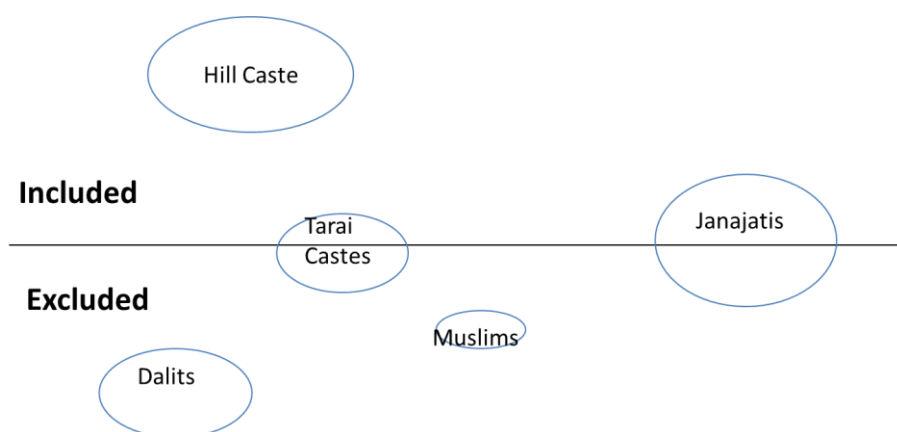 Hill Caste
Included
Tarai
Castes
Janajatis
Excluded
Muslims
Dalits